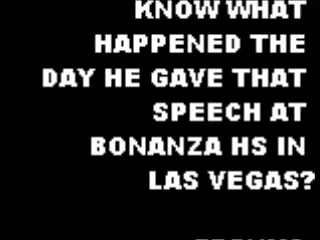 KNOW WHAT
HAPPENED THE
DAY HE GAVE THAT
SPEECH AT
BONANZA HS IN
LAS VEGAS?